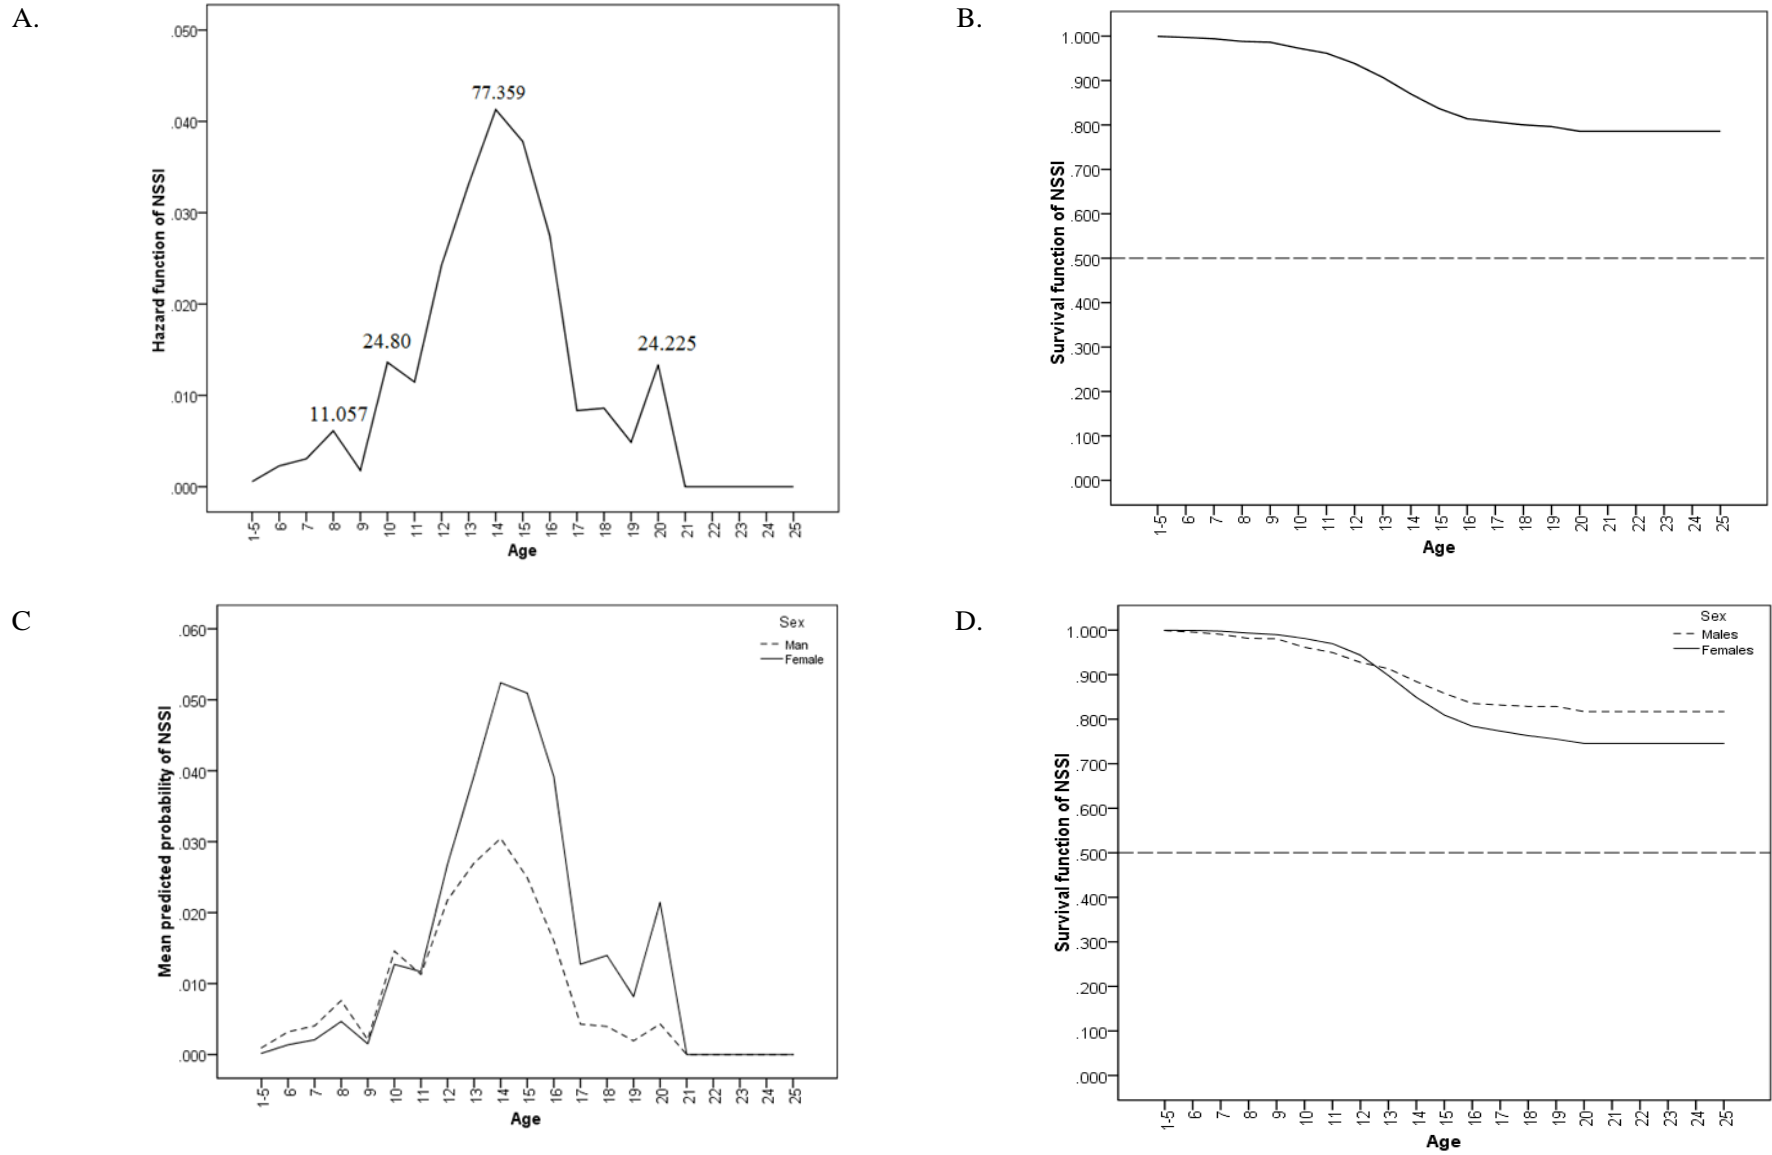 A.
Hazard function of NSSI
.050
.040
.030
.020
.010
.000
77.359
24.80
24.225
11.057
1-5 6 7 8 9 10 11 12 13 14 15 16 17 18 19 20 21 22 23 24 25
Age
B.
Survival function of NSSI
1.000
.900
.800
.700
.600
.500
.400
.300
.200
.100
.000
1-5 6 7 8 9 10 11 12 13 14 15 16 17 18 19 20 21 22 23 24 25
Age
C
Mean predicted probability of NSSI
.060
.050
.040
.030
.020
.010
.000
Sex
Man
Female
1-5 6 7 8 9 10 11 12 13 14 15 16 17 18 19 20 21 22 23 24 25
Age
D.
Survival function of NSSI
1.000
.900
.800
.700
.600
.500
.400
.300
.200
.100
.000
Sex
Males
Females
1-5 6 7 8 9 10 11 12 13 14 15 16 17 18 19 20 21 22 23 24 25
Age